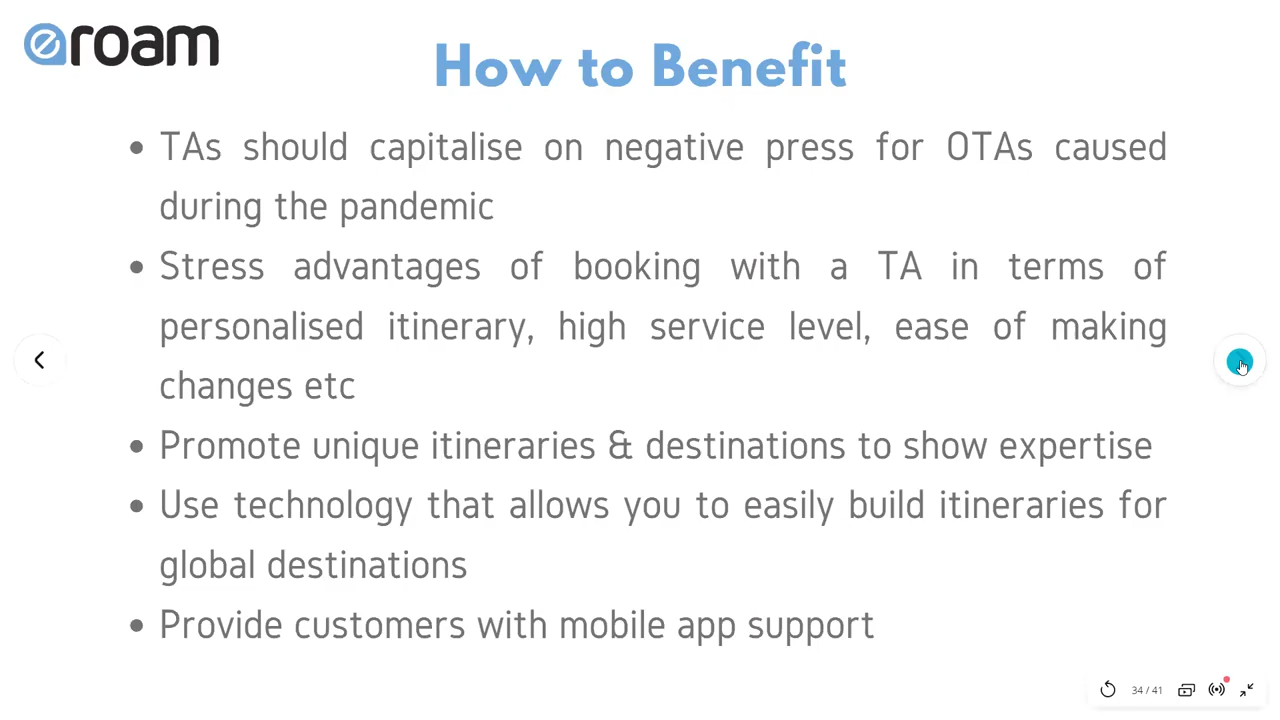 eroam
How to Benefit
• TAs should capitalise on negative press for OTAs caused
during the pandemic
• Stress advantages of booking with a TA in terms of
personalised itinerary, high service level, ease of making
changes etc
• Promote unique itineraries & destinations to show expertise
• Use technology that allows you to easily build itineraries for
global destinations
• Provide customers with mobile app support
34 / 41